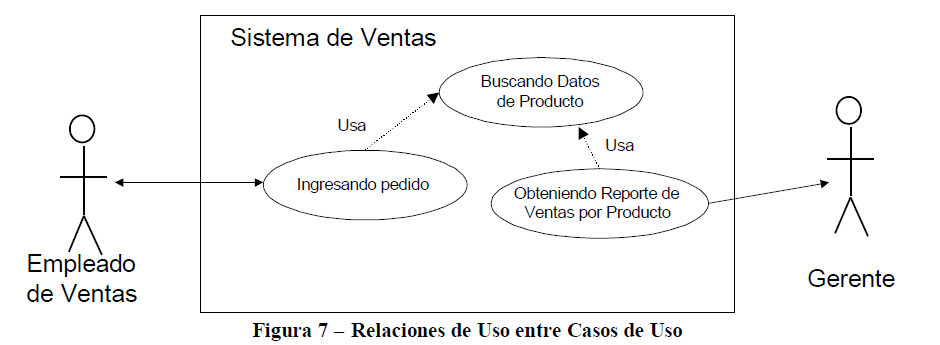 Sistema de Ventas
Buscando Datos
de Producto
Usa
Usa
Ingresando pedido
Obteniendo Reporte de
Ventas por Producto
Empleado
de Ventas
Gerente
Figura 7 – Relaciones de Uso entre Casos de Uso